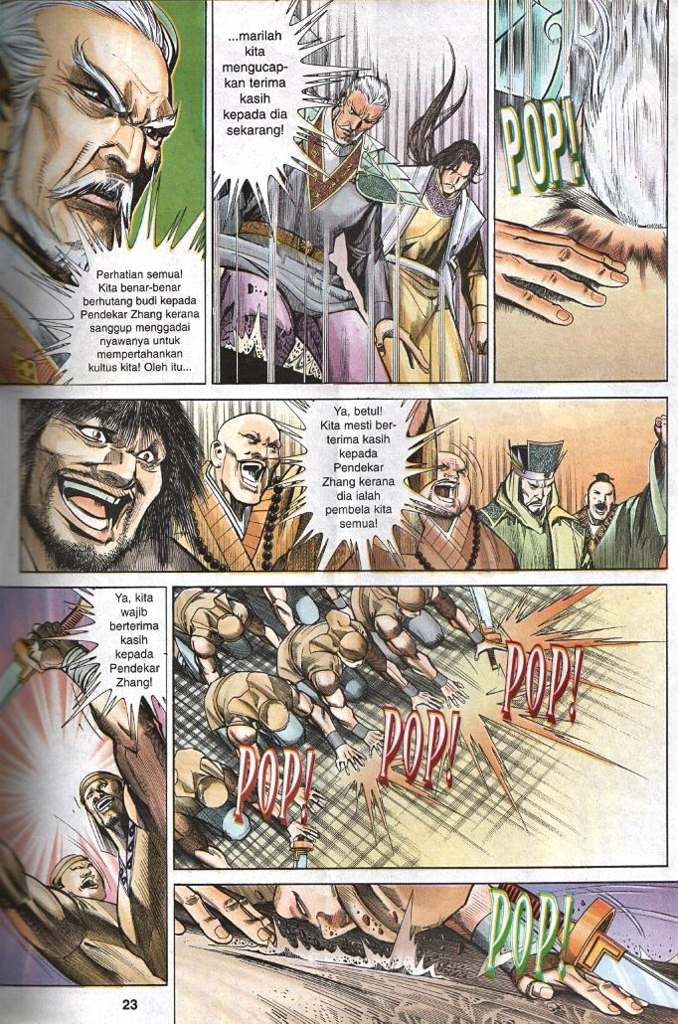 Perhatian semua!
Kita benar-benar
berhutang budi kepada
Pendekar Zhang kerana
sanggup menggadai
nyawanya untuk
mempertahankan
kultus kita! Oleh itu...
...marilah
kita
mengucap-
kan terima
kasih
kepada dia
sekarang!
POP!
Ya, betul!
Kita mesti ber-
terima kasih
kepada
Pendekar
Zhang kerana
dia ialah
pembela kita
semua!
Ya, kita
wajib
berterima
kasih
kepada
Pendekar
Zhang!
POP!
POP!
POP!
POP!
23